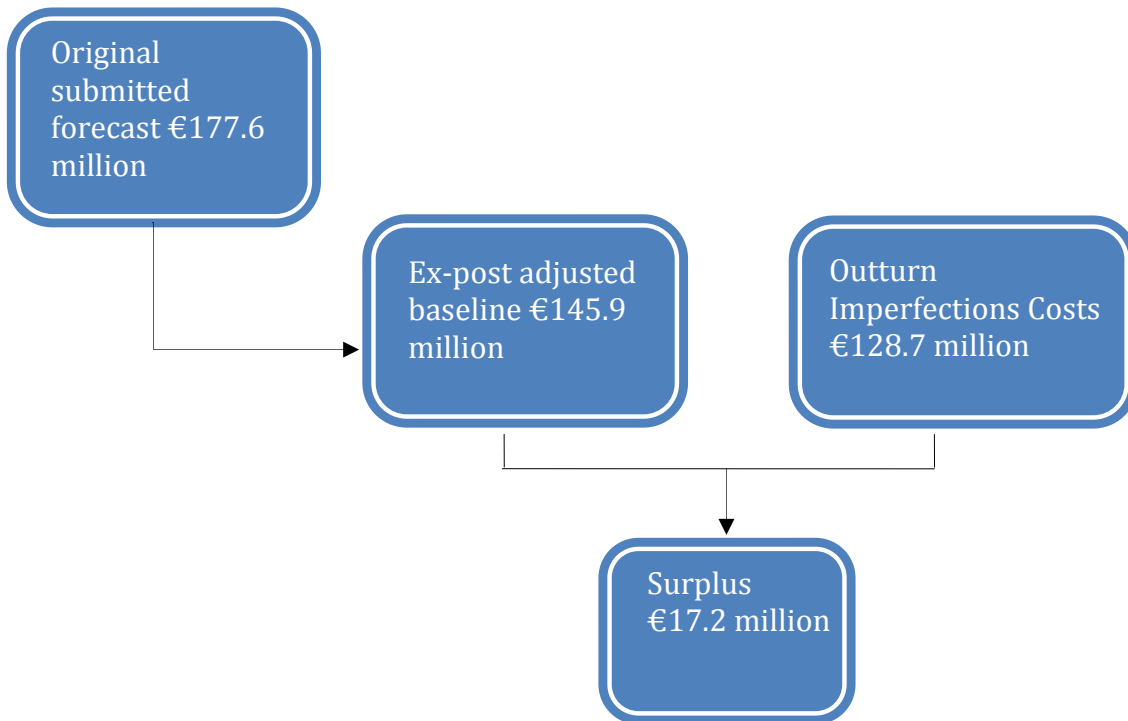 Original
submitted
forecast €177.6
million
Ex-post adjusted
baseline €145.9
million
Outturn
Imperfections Costs
€128.7 million
Surplus
€17.2 million